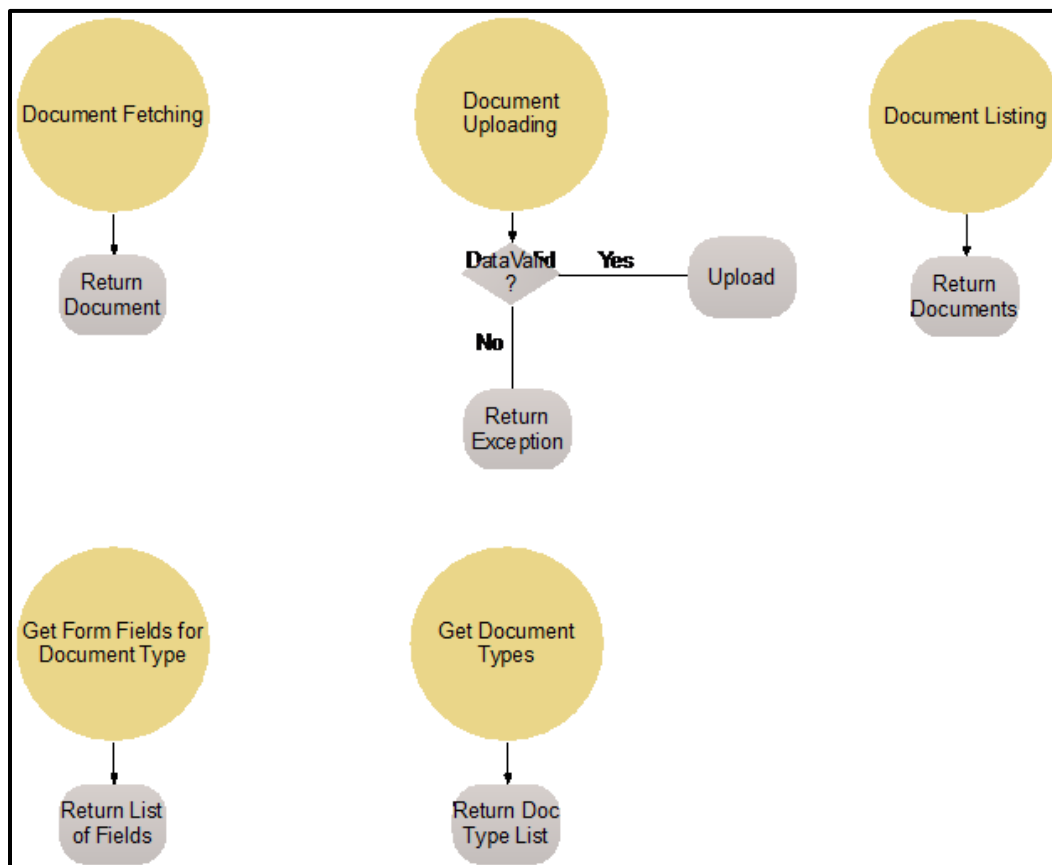 Document Fetching
Document
Uploading
Document Listing
Return
Document
DataValid
?
Yes
Upload
Return
Documents
No
Return
Exception
Get Form Fields for
Document Type
Get Document
Types
Return List
of Fields
Return Doc
Type List